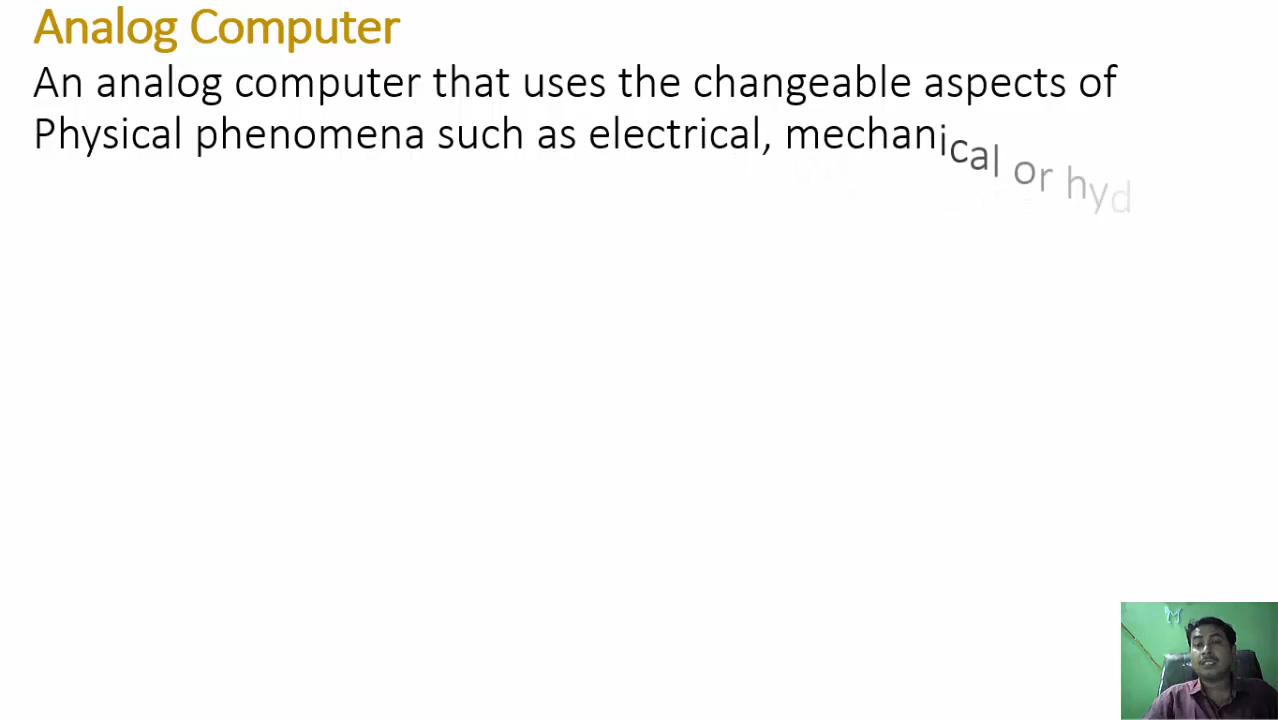 Analog Computer
An analog computer that uses the changeable aspects of
Physical phenomena such as electrical, mechanical or hyd